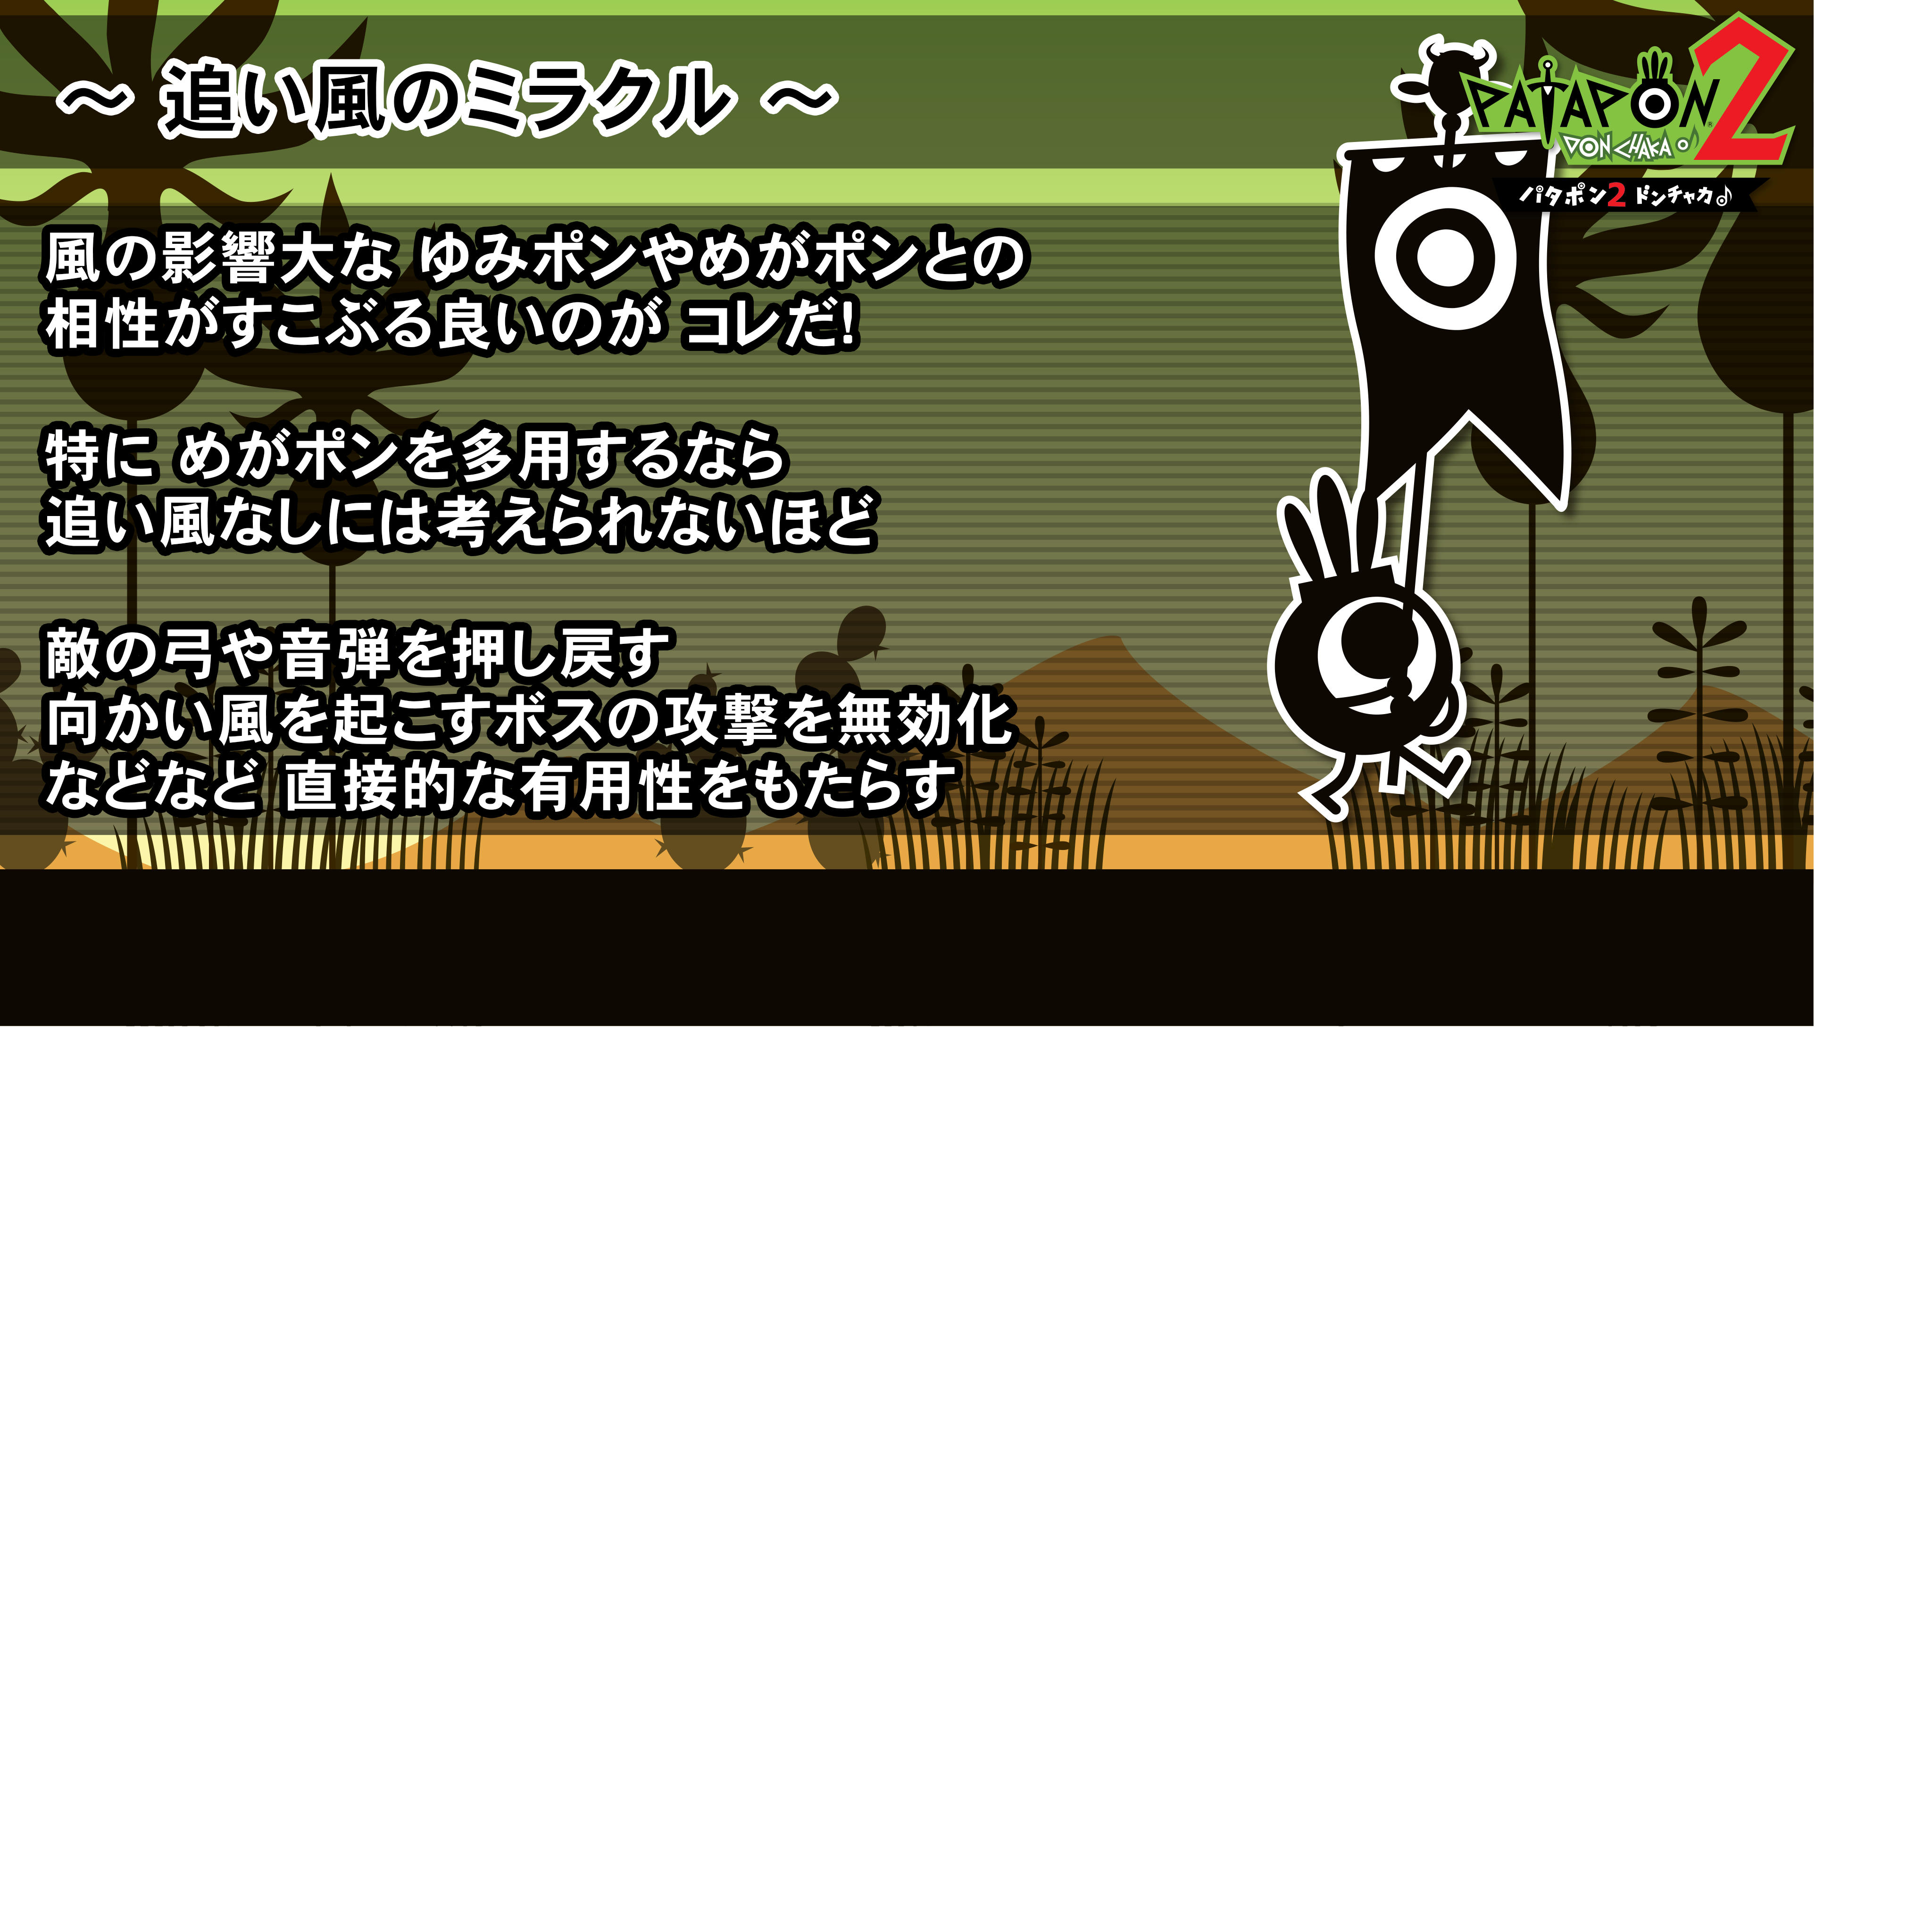 ～ 追い風のミラクル ～
PATAPON 2
DON CHAKA♪
パタポン2 ドンチャカ♪
風の影響大な ゆみポンやめがポンとの
相性がすこぶる良いのが コレだ!
特に めがポンを多用するなら
追い風なしには考えられないほど
敵の弓や音弾を押し戻す
向かい風を起こすボスの攻撃を無効化
などなど 直接的な有用性をもたらす